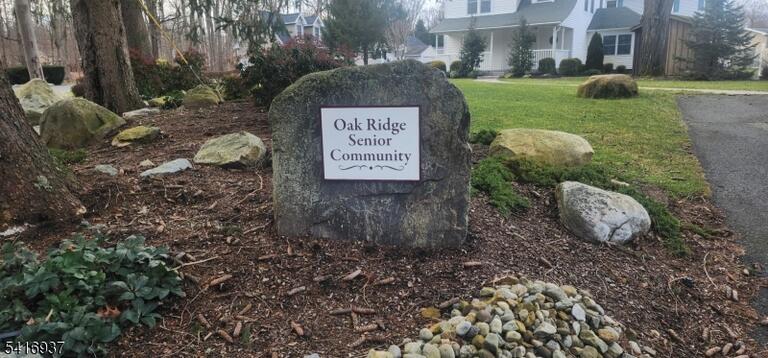 Oak Ridge
Senior
Community
5416937